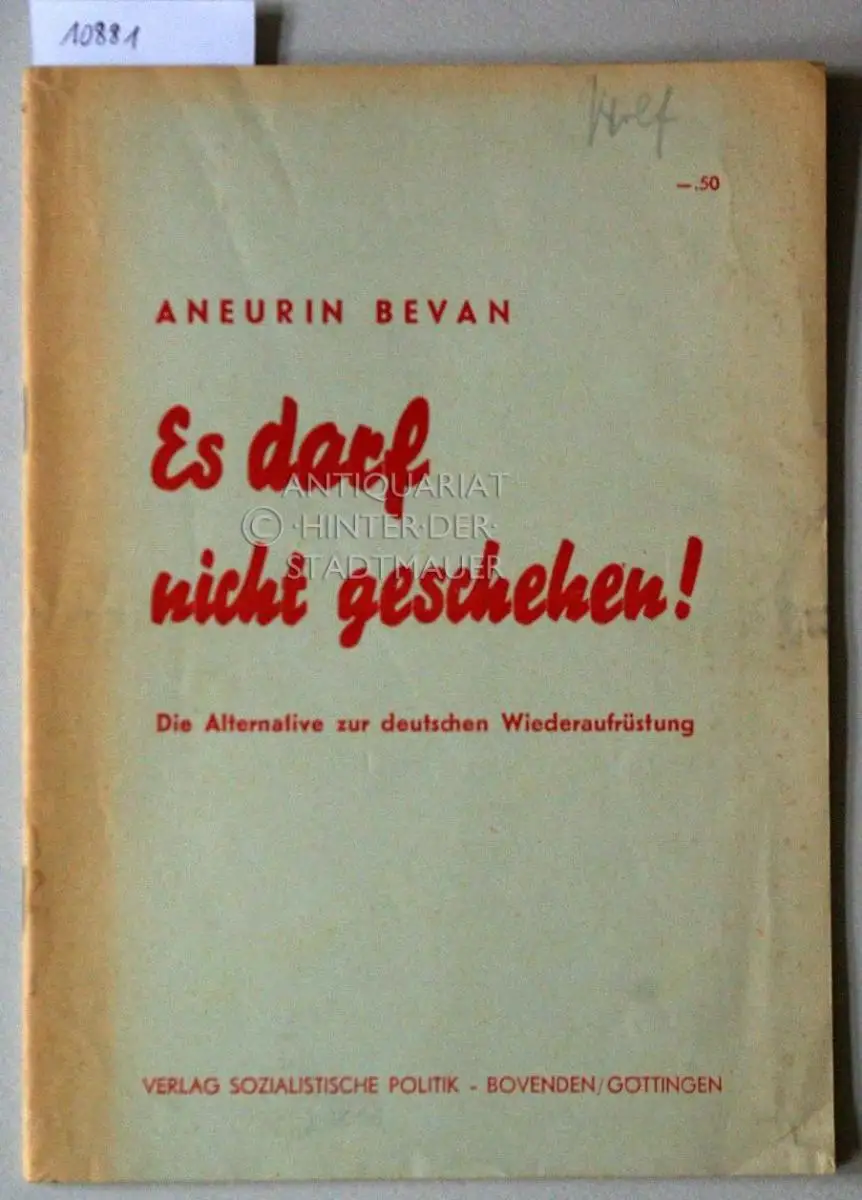 10881
Wolf
—.50
ANEURIN BEVAN
Es darf
nicht geschehen!
ANTIQUARIAT
© ·HINTER·DER·
STADTMAUER
Die Alternative zur deutschen Wiederaufrüstung
VERLAG SOZIALISTISCHE POLITIK - BOVENDEN/GÖTTINGEN